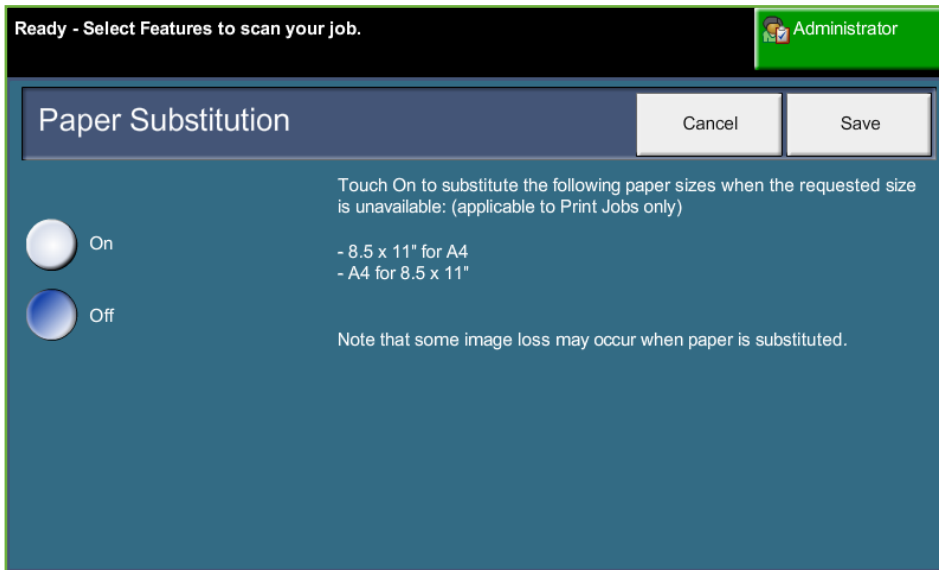 Ready - Select Features to scan your job.
Administrator
Paper Substitution
Cancel
Save
Touch On to substitute the following paper sizes when the requested size
is unavailable: (applicable to Print Jobs only)
On
- 8.5 x 11" for A4
- A4 for 8.5 x 11"
Off
Note that some image loss may occur when paper is substituted.